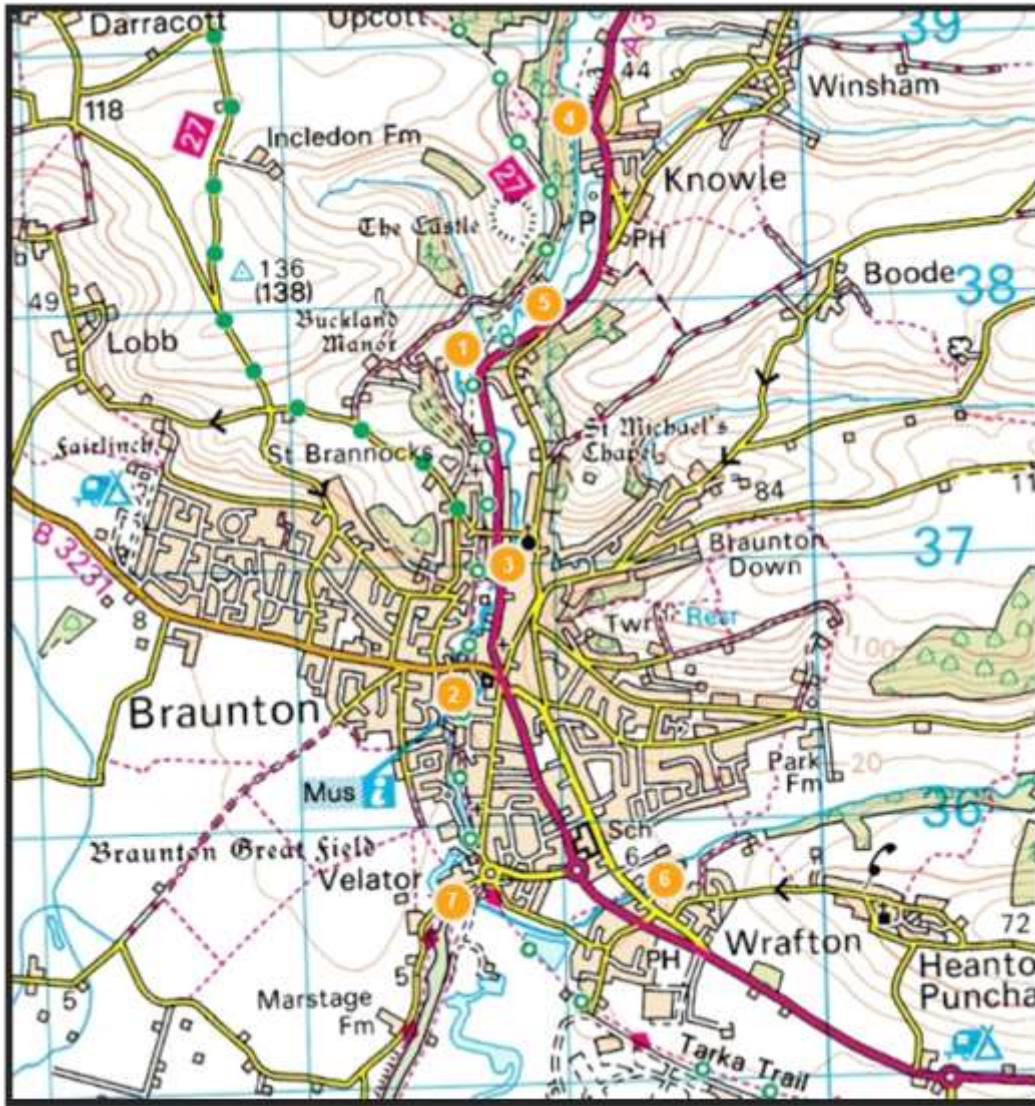 Darracott
Upcott
A 3
39
44
Winsham
118
27
Incledon Fm
4
27
Knowle
The Castle
P
PH
136
(138)
Boode
38
49
Buckland
Manor
5
Lobb
1
St Michael's
Chapel
Fairlinch
St Brannocks
84
11
B 3231
37
Braunton
Down
3
8
Twr
Resr
100
2
Braunton
Park
Fm
20
Mus
i
36
Sch
Braunton Great Field
6
Velator
6
7
Wrafton
72
PH
Heanto
Puncha
5
5
Marstage
Fm
Tarka Trail